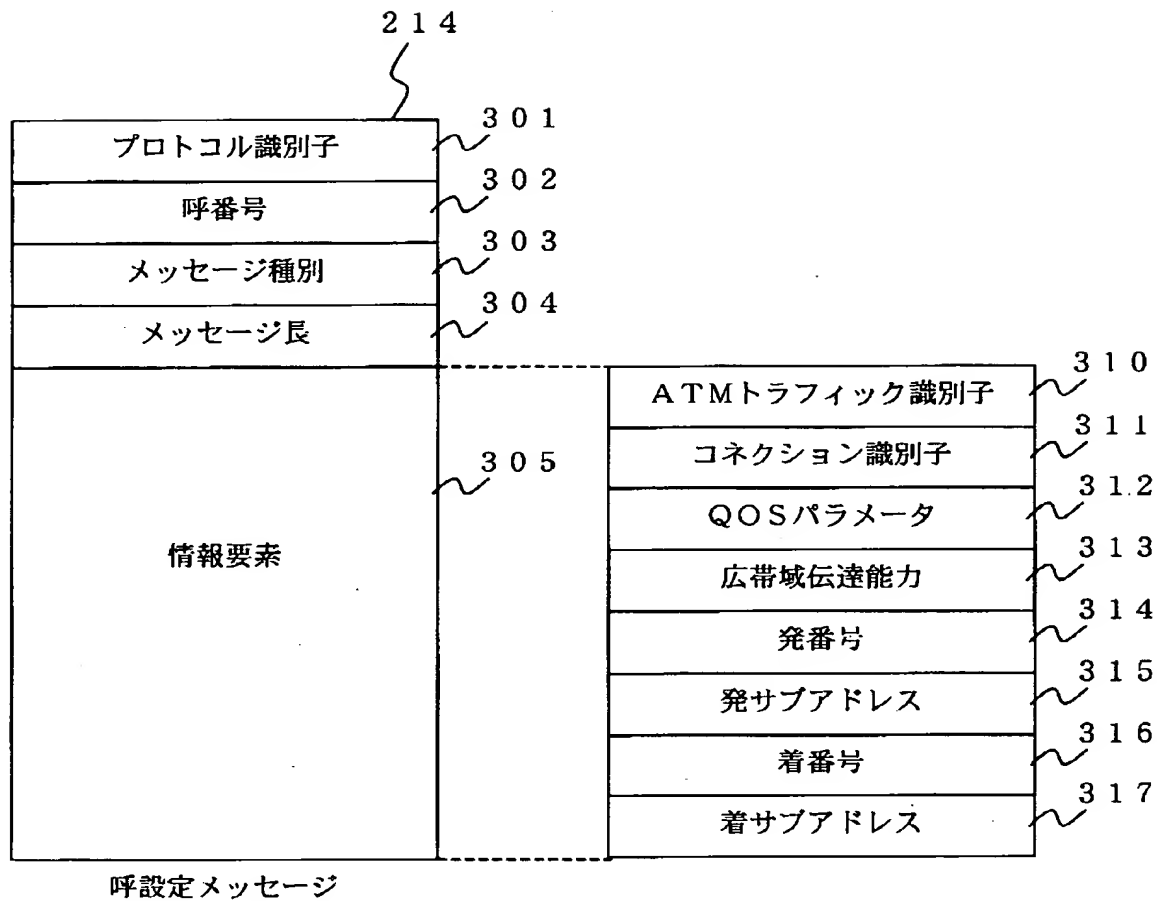 ２１４
プロトコル識別子 ３０１
呼番号 ３０２
メッセージ種別 ３０３
メッセージ長 ３０４
情報要素 ３０５
ＡＴＭトラフィック識別子 ３１０
コネクション識別子 ３１１
ＱＯＳパラメータ ３１２
広帯域伝達能力 ３１３
発番号 ３１４
発サブアドレス ３１５
着番号 ３１６
着サブアドレス ３１７
呼設定メッセージ